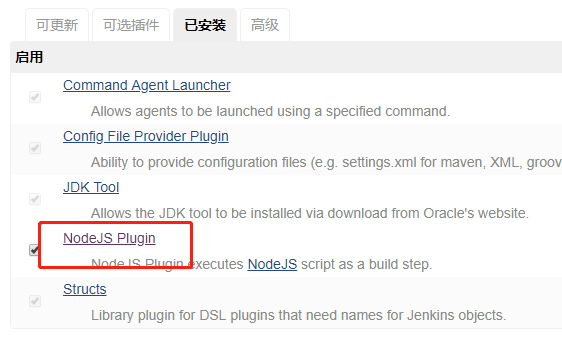 可更新 可选插件 已安装 高级
启用
Command Agent Launcher
Allows agents to be launched using a specified command.
Config File Provider Plugin
Ability to provide configuration files (e.g. settings.xml for maven, XML, groov
JDK Tool
Allows the JDK tool to be installed via download from Oracle's website.
NodeJS Plugin
NodeJS Plugin executes NodeJS script as a build step.
Structs
Library plugin for DSL plugins that need names for Jenkins objects.